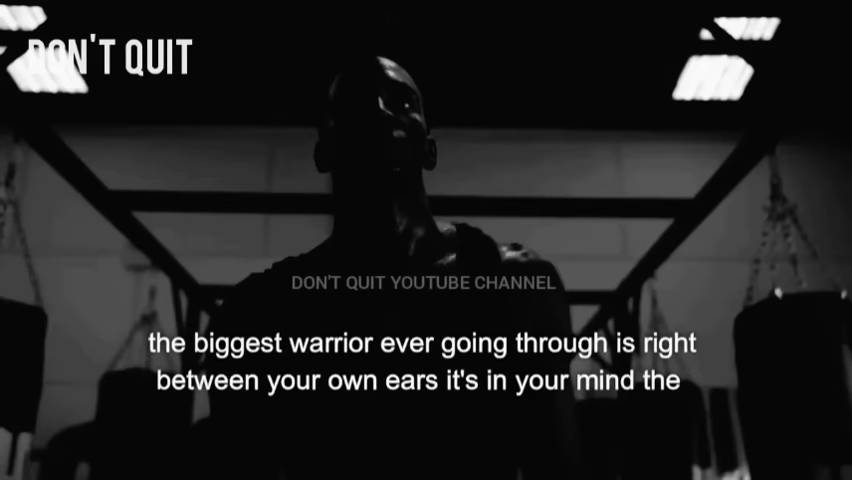 DON'T QUIT
DON'T QUIT YOUTUBE CHANNEL
the biggest warrior ever going through is right
between your own ears it's in your mind the